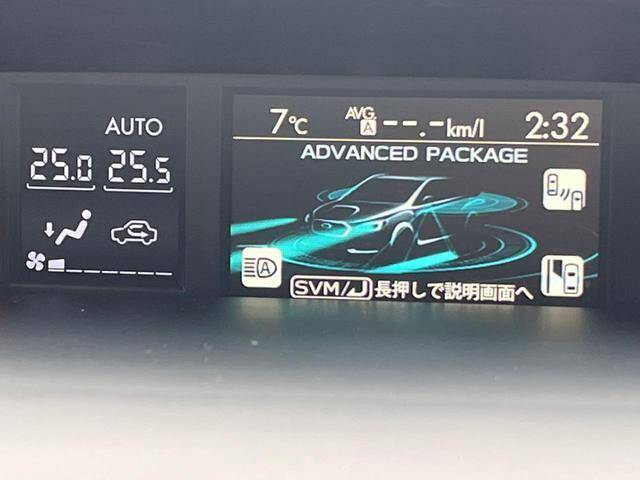 AUTO
25.0 25.5
7℃ AVG. A --.-km/l 2:32
ADVANCED PACKAGE
A
SVM/ 長押しで説明画面へ